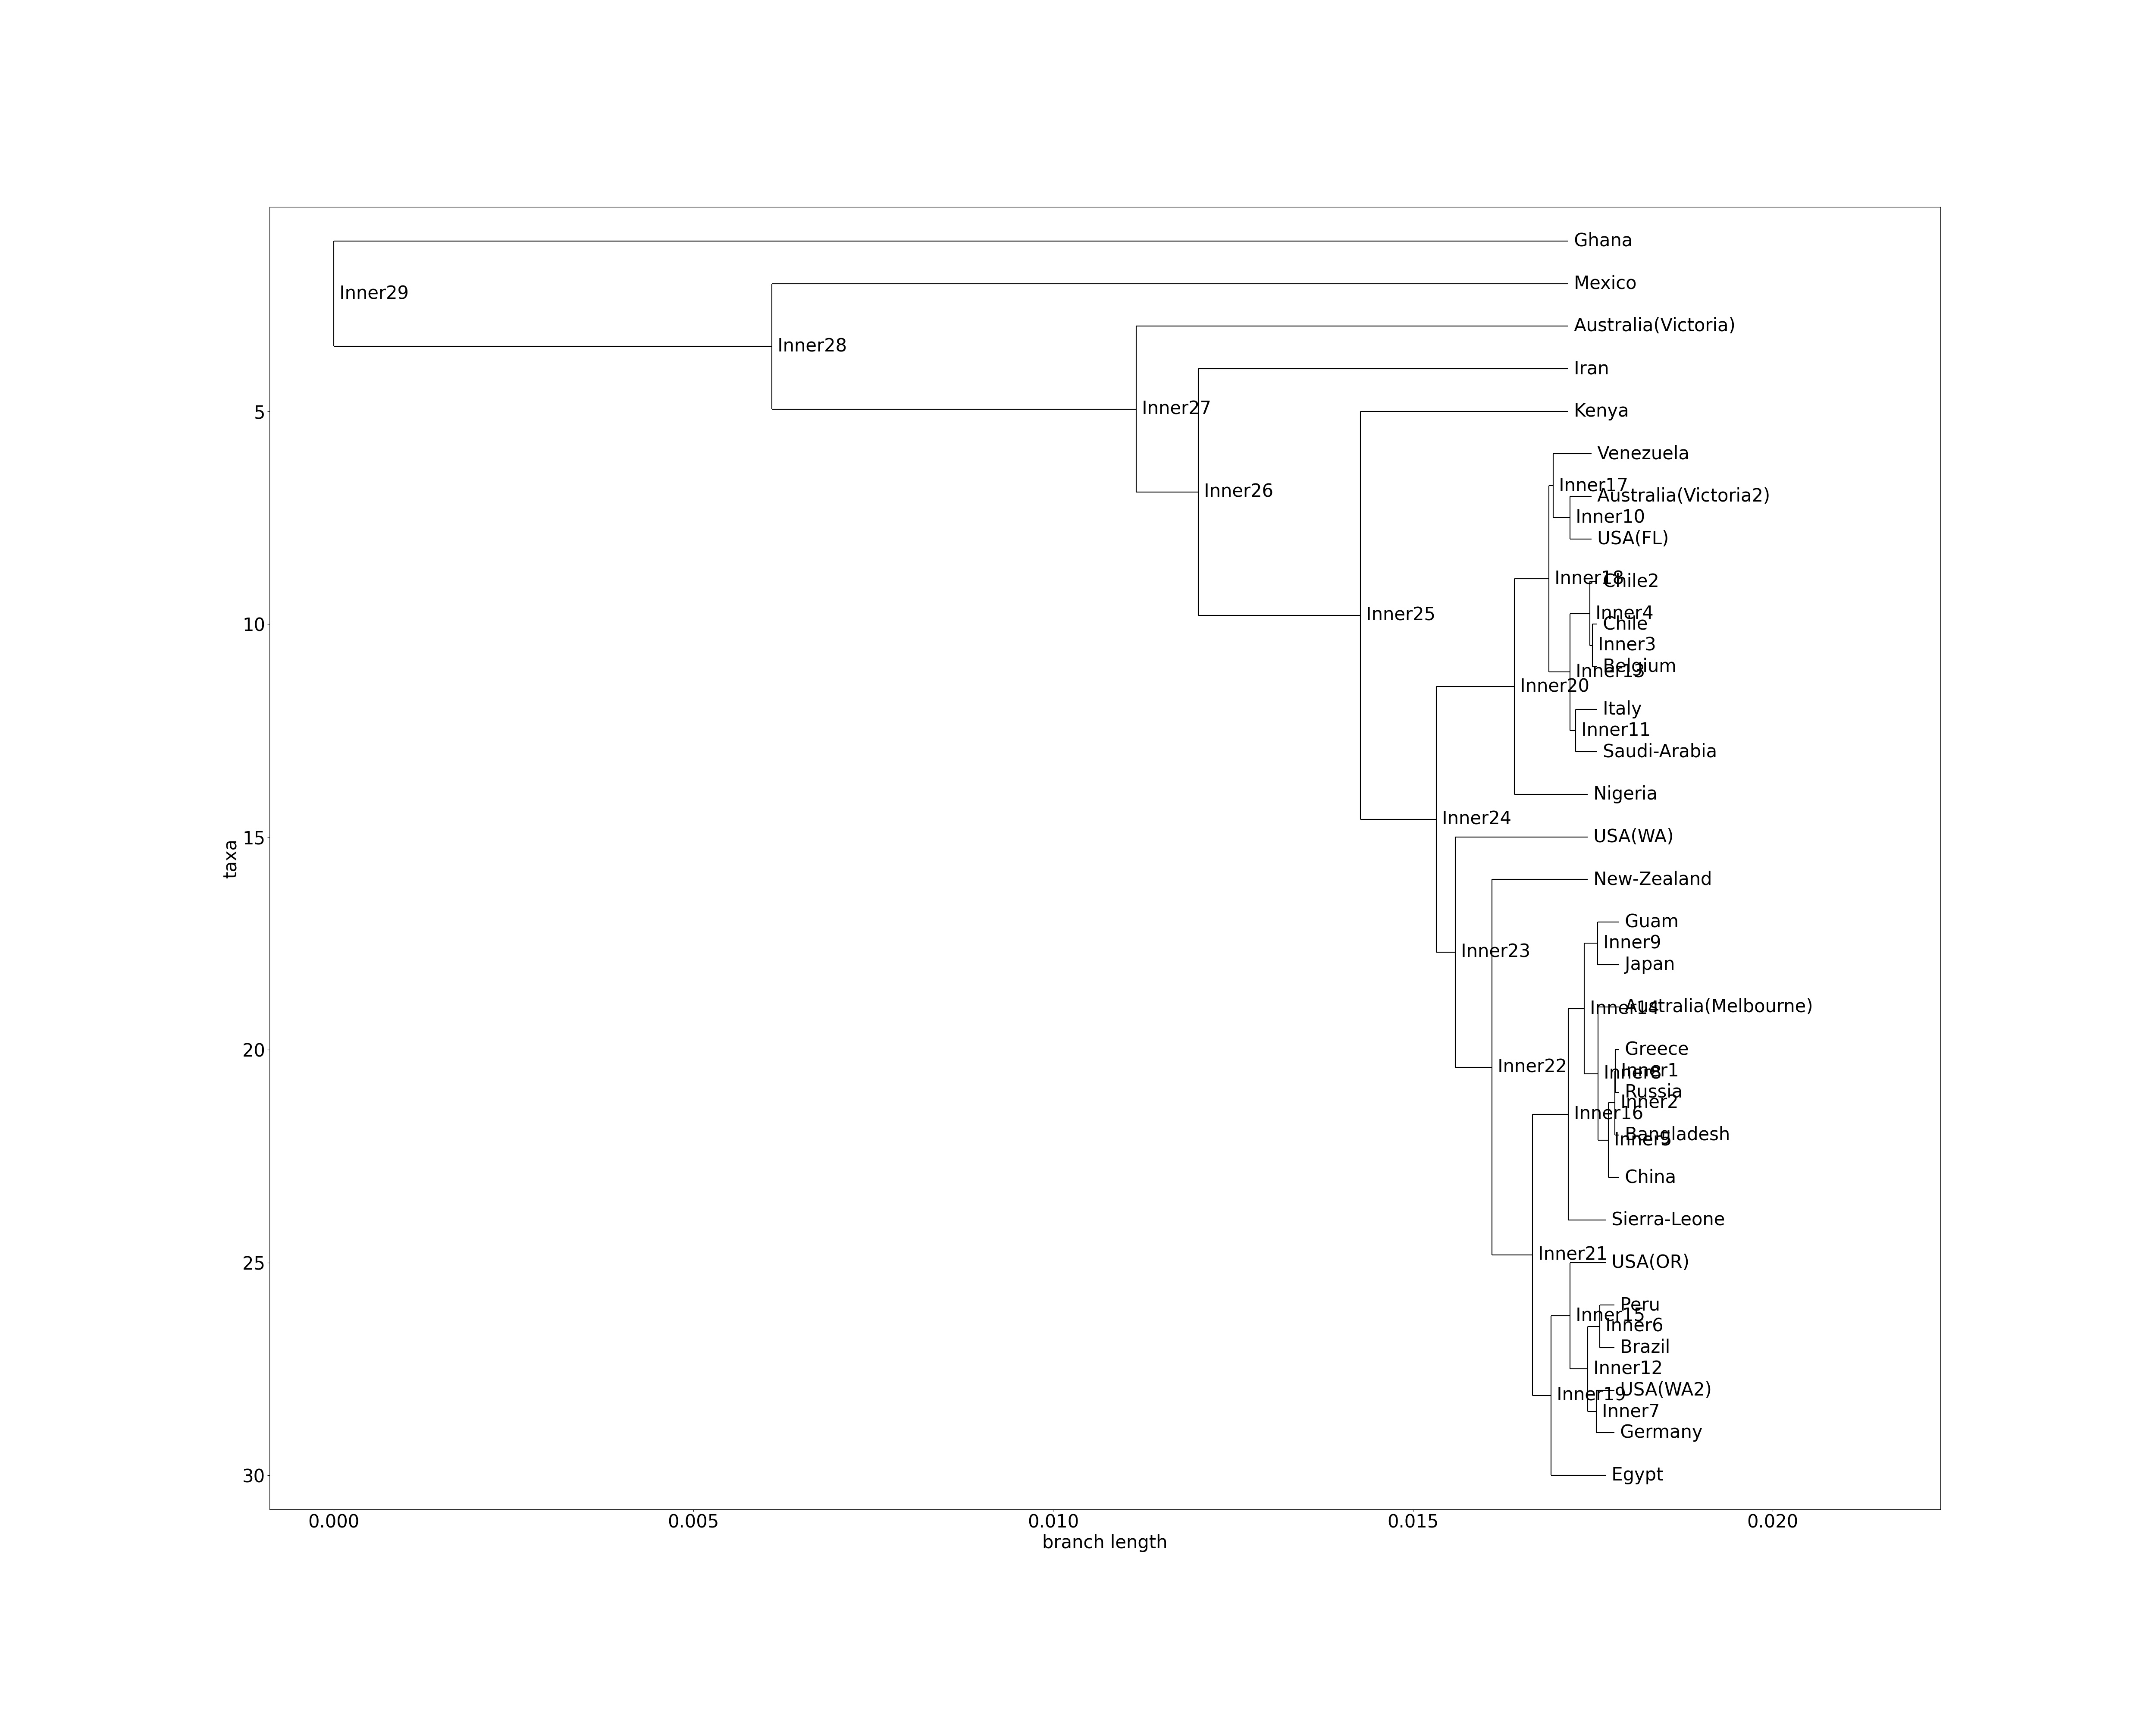 Ghana
Inner29
Mexico
Australia(Victoria)
Inner28
Iran
Inner27
5
Kenya
Venezuela
Inner17
Inner26
Australia(Victoria2)
Inner10
USA(FL)
Inner18
Chile2
Inner4
10
Chile
Inner25
Inner3
Belgium
Inner13
Inner20
Italy
Inner11
Saudi-Arabia
Nigeria
Inner24
15
USA(WA)
taxa
New-Zealand
Guam
Inner9
Inner23
Japan
Australia(Melbourne)
Inner14
20
Greece
Inner22
Inner1
Inner8
Russia
Inner2
Inner16
Bangladesh
Inner5
China
Sierra-Leone
Inner21
25
USA(OR)
Peru
Inner15
Inner6
Brazil
Inner12
USA(WA2)
Inner19
Inner7
Germany
30
Egypt
0.000 0.005 0.010 0.015 0.020
branch length